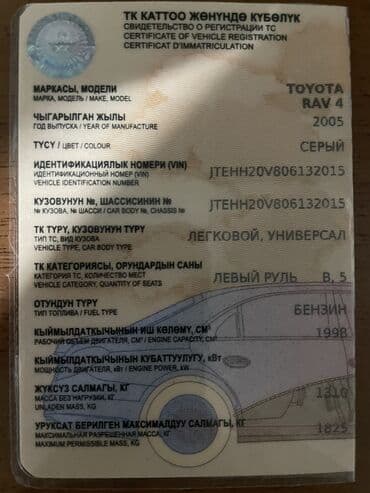 ТК КАТТОО ЖӨНҮНДӨ КҮБӨЛҮК
СВИДЕТЕЛЬСТВО О РЕГИСТРАЦИИ ТС
CERTIFICATE OF VEHICLE REGISTRATION
CERTIFICAT D'IMMATRICULATION
МАРКАСЫ, МОДЕЛИ TOYOTA
МАРКА, МОДЕЛЬ / MAKE, MODEL RAV 4
ЧЫГАРЫЛГАН ЖЫЛЫ 2005
ГОД ВЫПУСКА / YEAR OF MANUFACTURE
ТҮСҮ / ЦВЕТ / COLOUR СЕРЫЙ
ИДЕНТИФИКАЦИЯЛЫК НОМЕРИ (VIN) JTEHH20V806132015
ИДЕНТИФИКАЦИОННЫЙ НОМЕР (VIN)
VEHICLE IDENTIFICATION NUMBER
КУЗОВУНУН №, ШАССИСИНИН № JTEHH20V806132015
№ КУЗОВА, № ШАССИ / CAR BODY №, CHASSIS №
ТК ТҮРҮ, КУЗОВУНУН ТҮРҮ ЛЕГКОВОЙ, УНИВЕРСАЛ
ТИП ТС, ВИД КУЗОВА
VEHICLE TYPE, CAR BODY TYPE
ТК КАТЕГОРИЯСЫ, ОРУНДАРДЫН САНЫ ЛЕВЫЙ РУЛЬ B, 5
КАТЕГОРИЯ ТС, КОЛИЧЕСТВО МЕСТ
VEHICLE CATEGORY, QUANTITY OF SEATS
ОТУНДУН ТҮРҮ БЕНЗИН
ТИП ТОПЛИВА / FUEL TYPE
КЫЙМЫЛДАТКЫЧЫНЫН ИШ КӨЛӨМҮ, СМ³ 1998
РАБОЧИЙ ОБЪЕМ ДВИГАТЕЛЯ, СМ³ / ENGINE CAPACITY, CM³
КЫЙМЫЛДАТКЫЧЫНЫН КУБАТТУУЛУГУ, кВт
МОЩНОСТЬ ДВИГАТЕЛЯ, кВт / ENGINE POWER, kW
ЖҮКСҮЗ САЛМАГЫ, КГ 1310
МАССА БЕЗ НАГРУЗКИ, КГ
UNLADEN MASS, KG
УРУКСАТ БЕРИЛГЕН МАКСИМАЛДУУ САЛМАГЫ, КГ 1825
МАКСИМАЛЬНАЯ РАЗРЕШЕННАЯ МАССА, КГ
MAXIMUM PERMISSIBLE MASS, KG